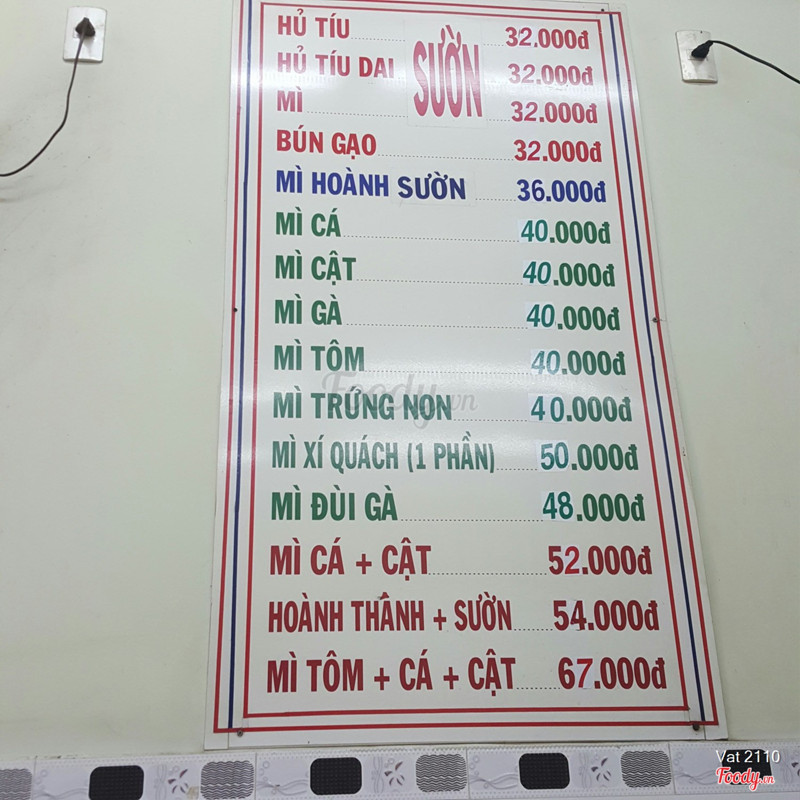 HỦ TÍU 32.000đ
HỦ TÍU DAI 32.000đ
SƯỜN
MÌ 32.000đ
BÚN GẠO 32.000đ
MÌ HOÀNH SƯỜN 36.000đ
MÌ CÁ 40.000đ
MÌ CẬT 40.000đ
MÌ GÀ 40.000đ
MÌ TÔM 40.000đ
MÌ TRỨNG NON 40.000đ
MÌ XÍ QUÁCH (1 PHẦN) 50.000đ
MÌ ĐÙI GÀ 48.000đ
MÌ CÁ + CẬT 52.000đ
HOÀNH THÁNH + SƯỜN 54.000đ
MÌ TÔM + CÁ + CẬT 67.000đ
Foody.vn
Vat 2110
Foody.vn